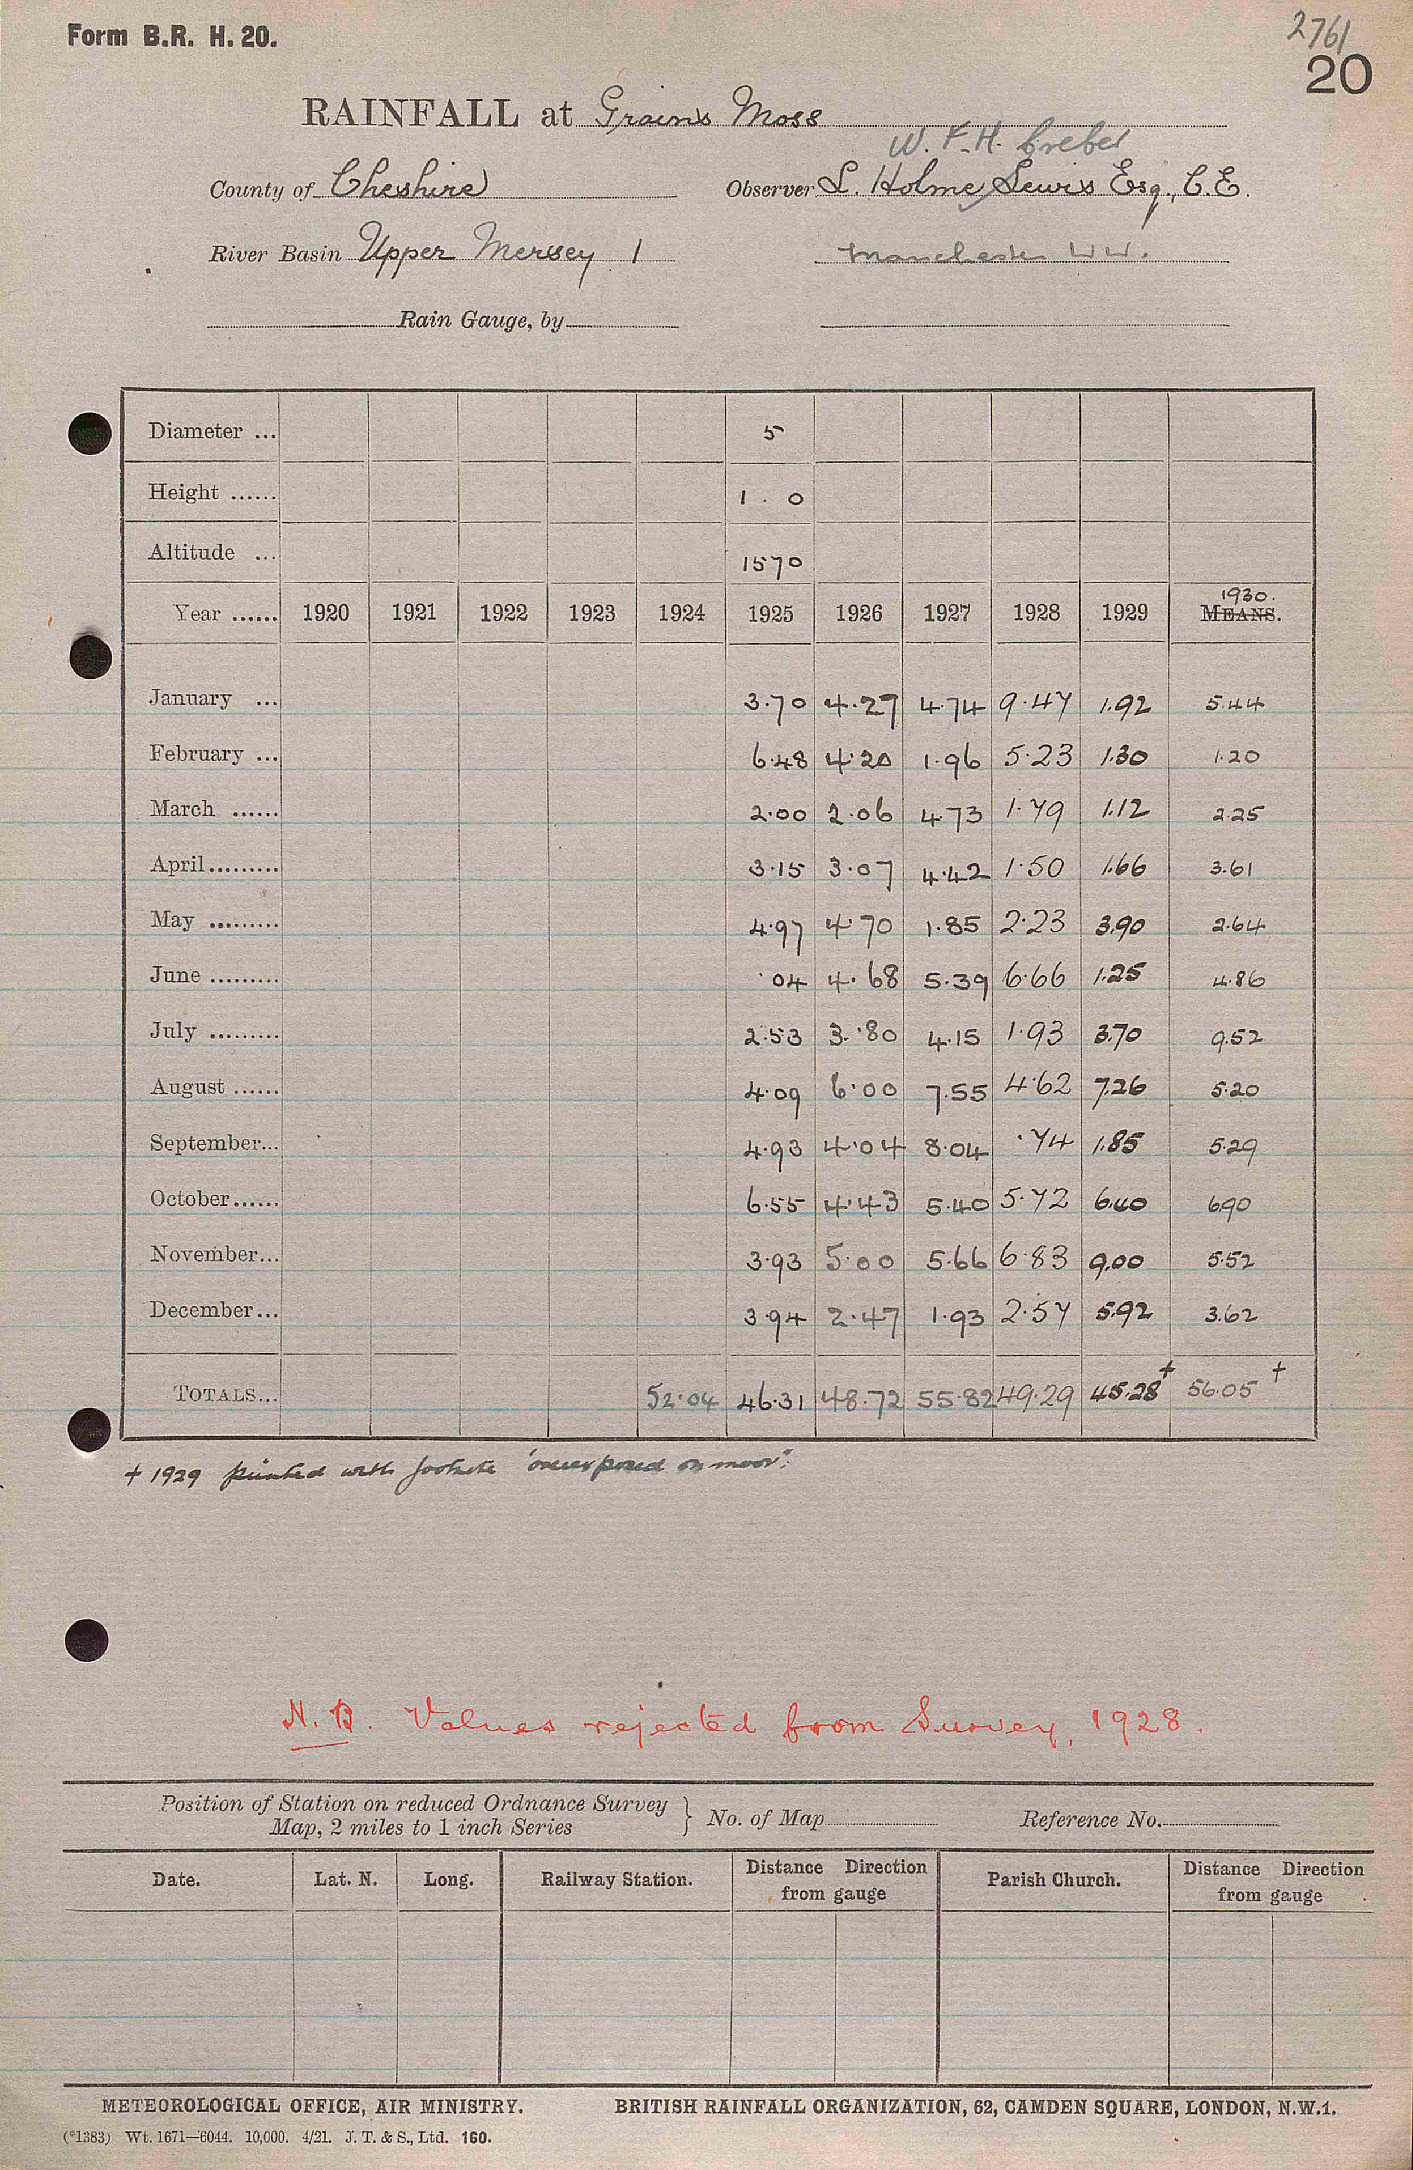 Form B.R. H. 20.
2761
20
RAINFALL at Grains Moss
W. F. H. Creber
County of Cheshire Observer L. Holme Lewis Esq., C.E.
River Basin Upper Mersey 1 Manchester W W.
Rain Gauge, by
Diameter ... 5
Height ...... 1 . 0
Altitude ... 1570
1930.
Year ...... 1920 1921 1922 1923 1924 1925 1926 1927 1928 1929 MEANS.
January ... 3.70 4.27 4.74 9.47 1.92 5.44
February ... 6.48 4.20 1.96 5.23 1.30 1.20
March ...... 2.00 2.06 4.73 1.79 1.12 2.25
April......... 3.15 3.07 4.42 1.50 1.66 3.61
May ......... 4.97 4.70 1.85 2.23 3.90 2.64
June ......... .04 4.68 5.39 6.66 1.25 4.86
July ......... 2.53 3.80 4.15 1.93 3.70 9.52
August ...... 4.09 6.00 7.55 4.62 7.26 5.20
September... 4.93 4.04 8.04 .74 1.85 5.29
October...... 6.55 4.43 5.40 5.72 6.40 6.90
November... 3.93 5.00 5.66 6.83 9.00 5.52
December... 3.94 2.47 1.93 2.57 5.92 3.62
TOTALS... 52.04 46.31 48.72 55.82 49.29 45.28† 56.05†
† 1929 printed with footnote "overexposed on moor".
N.B. Values rejected from Survey, 1928.
Position of Station on reduced Ordnance Survey
Map, 2 miles to 1 inch Series } No. of Map Reference No.
Date. Lat. N. Long. Railway Station. Distance Direction from gauge Parish Church. Distance Direction from gauge
METEOROLOGICAL OFFICE, AIR MINISTRY. BRITISH RAINFALL ORGANIZATION, 62, CAMDEN SQUARE, LONDON, N.W.1.
(*1383) Wt. 1671—6044. 10,000. 4/21. J. T. & S., Ltd. 160.